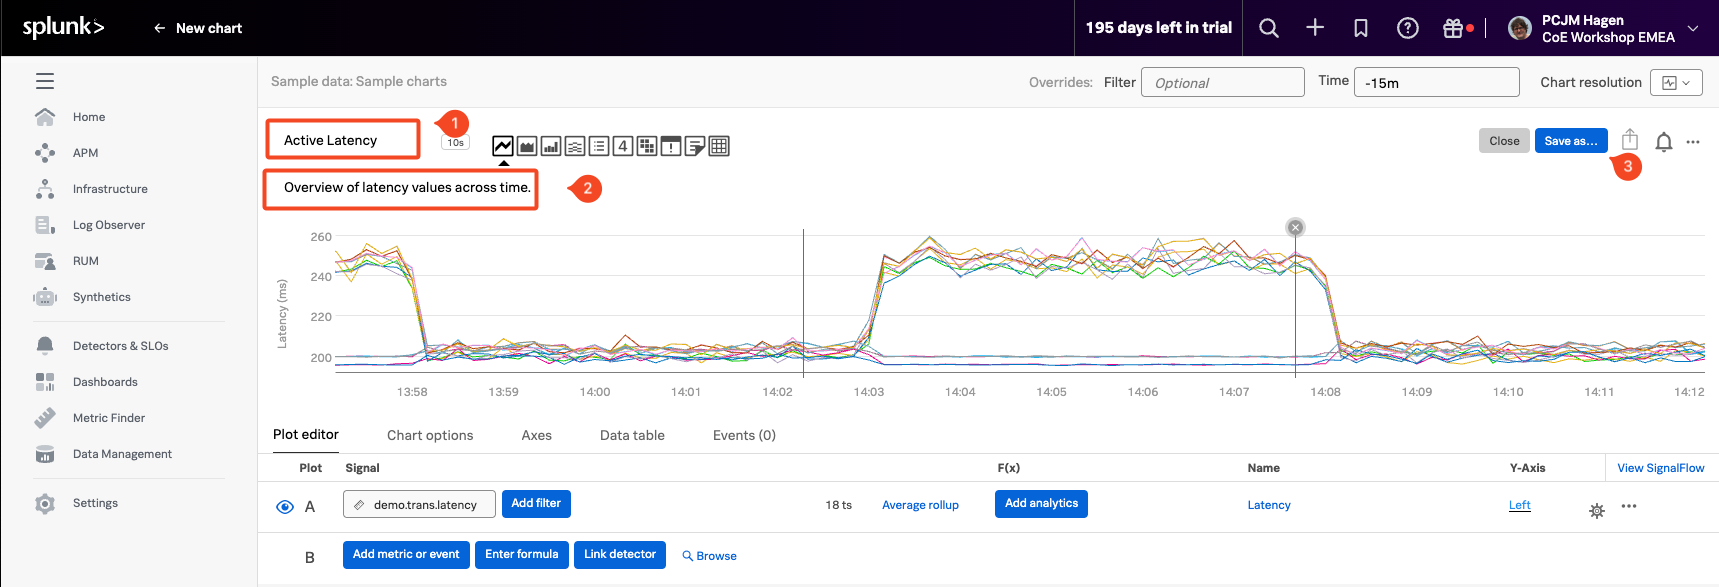 splunk>
New chart
195 days left in trial
PCJM Hagen
CoE Workshop EMEA
Sample data: Sample charts
Overrides: Filter Optional Time -15m Chart resolution
Home
APM
Infrastructure
Log Observer
RUM
Synthetics
Detectors & SLOs
Dashboards
Metric Finder
Data Management
Settings
Active Latency
1
10s
4
Close
Save as...
3
Overview of latency values across time.
2
Latency (ms)
260
240
220
200
13:58 13:59 14:00 14:01 14:02 14:03 14:04 14:05 14:06 14:07 14:08 14:09 14:10 14:11 14:12
Plot editor Chart options Axes Data table Events (0)
Plot Signal F(x) Name Y-Axis View SignalFlow
A demo.trans.latency Add filter 18 ts Average rollup Add analytics Latency Left
B Add metric or event Enter formula Link detector Browse